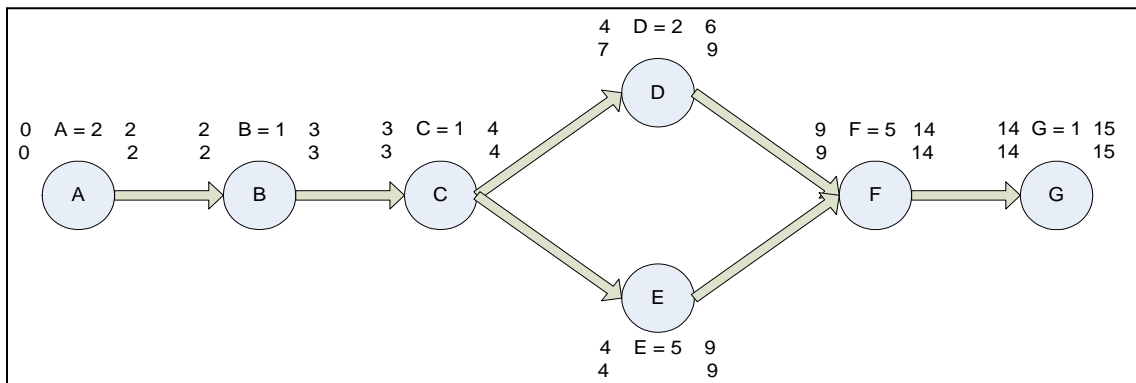 4 D = 2 6
7 9
D
0 A = 2 2 2 B = 1 3 3 C = 1 4 9 F = 5 14 14 G = 1 15
0 2 2 3 3 4 9 14 14 15
A B C F G
E
4 E = 5 9
4 9